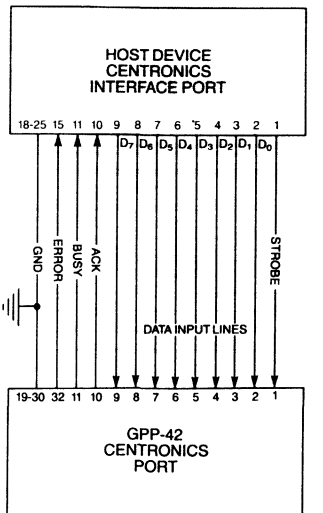 HOST DEVICE
CENTRONICS
INTERFACE PORT
18-25 15 11 10 9 8 7 6 5 4 3 2 1
D7 D6 D5 D4 D3 D2 D1 D0
GND
ERROR
BUSY
ACK
STROBE
DATA INPUT LINES
19-30 32 11 10 9 8 7 6 5 4 3 2 1
GPP-42
CENTRONICS
PORT